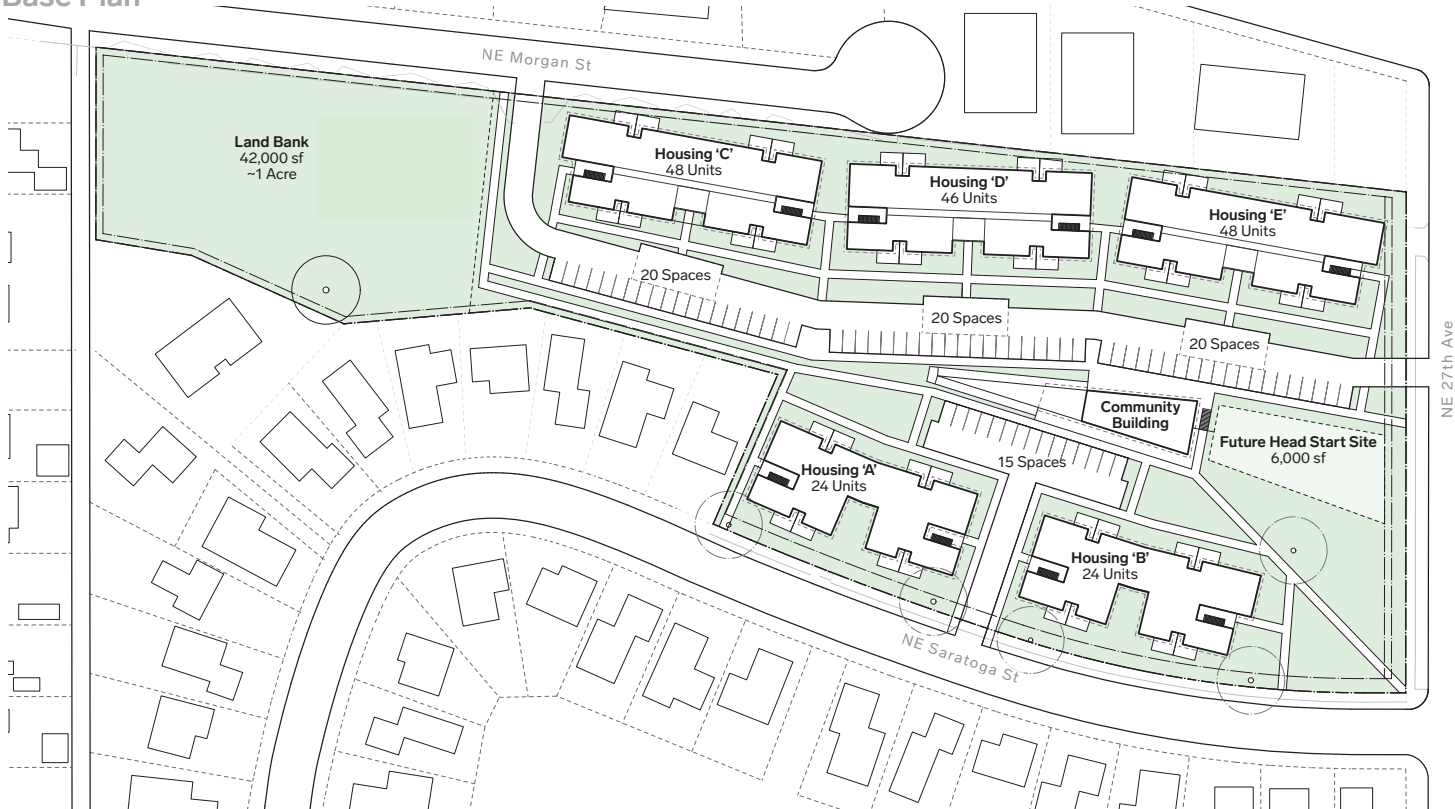 Base Plan
NE Morgan St
Land Bank
42,000 sf
~1 Acre
Housing ‘C’
48 Units
Housing ‘D’
46 Units
Housing ‘E’
48 Units
20 Spaces
20 Spaces
20 Spaces
NE 27th Ave
Community
Building
Future Head Start Site
6,000 sf
15 Spaces
Housing ‘A’
24 Units
Housing ‘B’
24 Units
NE Saratoga St